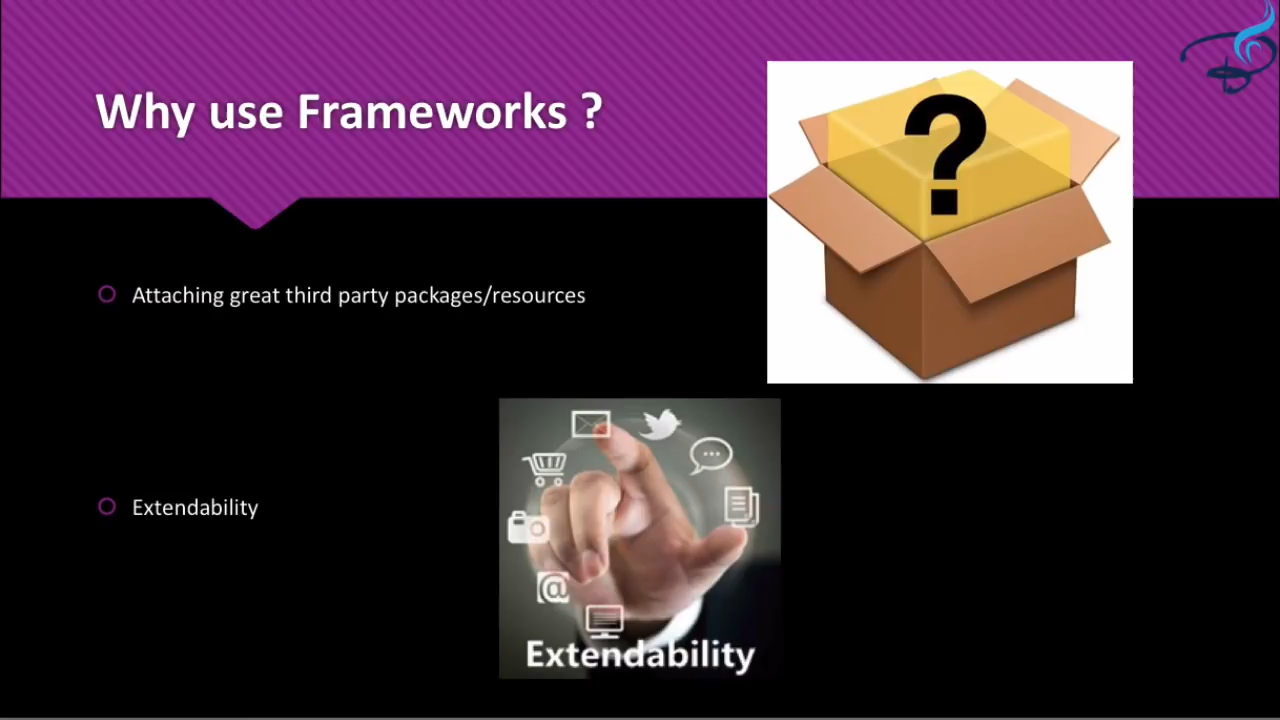 Why use Frameworks ?
?
Attaching great third party packages/resources
Extendability
@
Extendability